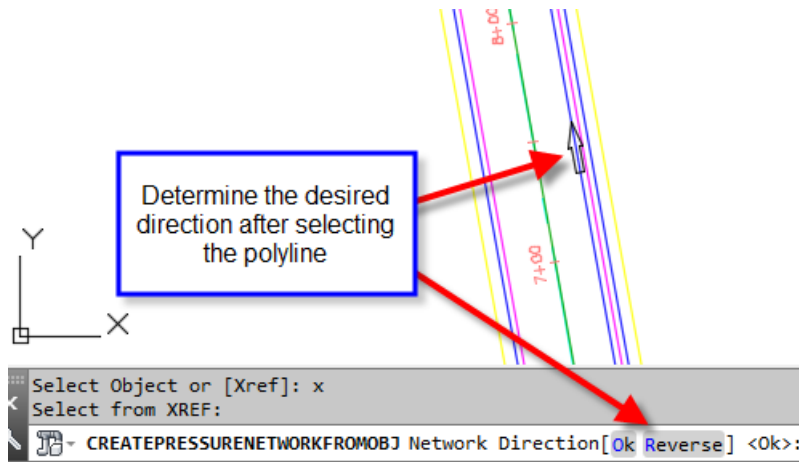 8+00
Determine the desired
direction after selecting
the polyline
7+00
Y
X
Select Object or [Xref]: x
Select from XREF:
CREATEPRESSURENETWORKFROMOBJ Network Direction[Ok Reverse] <Ok>: